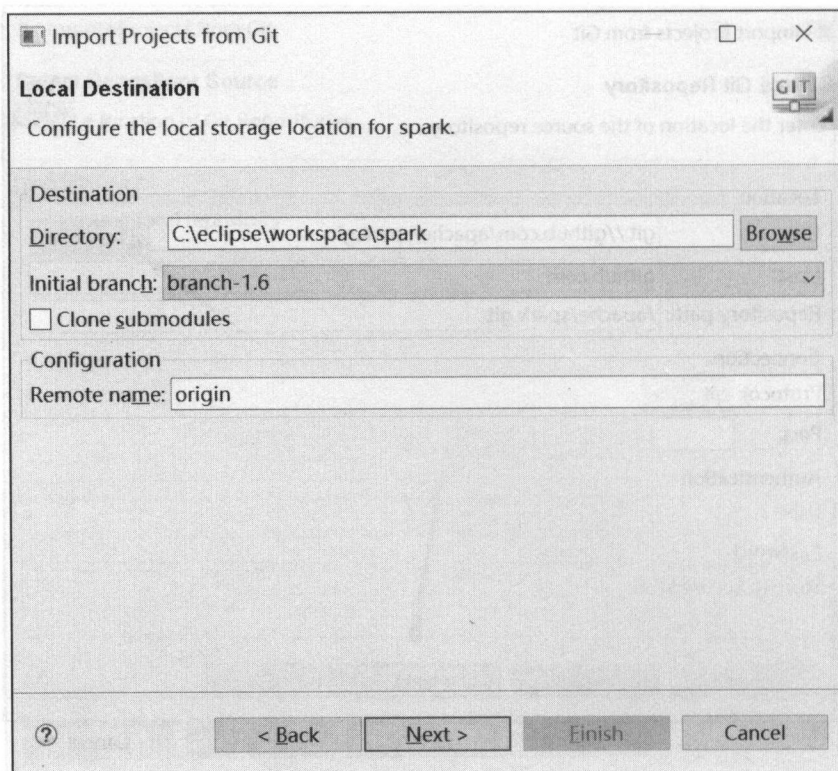 Import Projects from Git
Local Destination
GIT
Configure the local storage location for spark.
Destination
Directory: C:\eclipse\workspace\spark Browse
Initial branch: branch-1.6
Clone submodules
Configuration
Remote name: origin
< Back Next > Finish Cancel